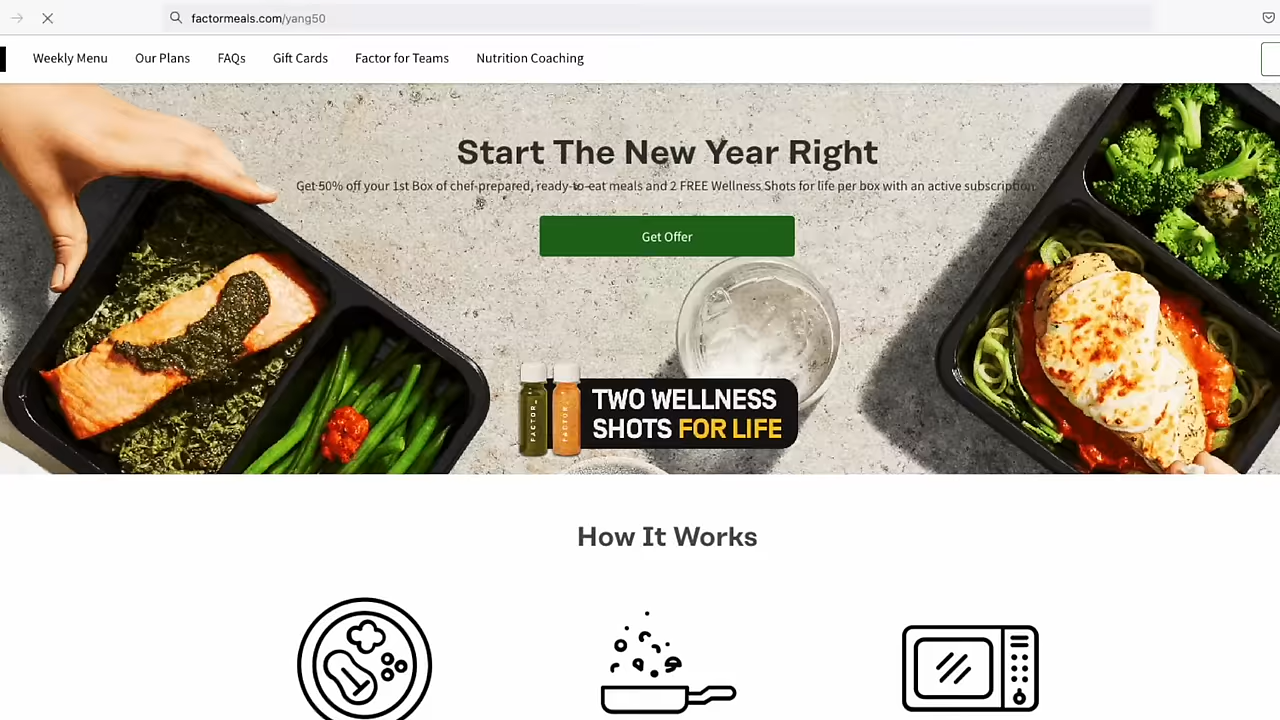 factormeals.com/yang50
Weekly Menu Our Plans FAQs Gift Cards Factor for Teams Nutrition Coaching
Start The New Year Right
Get 50% off your 1st Box of chef-prepared, ready-to-eat meals and 2 FREE Wellness Shots for life per box with an active subscription.
Get Offer
FACTOR_ FACTOR_
TWO WELLNESS
SHOTS FOR LIFE
How It Works